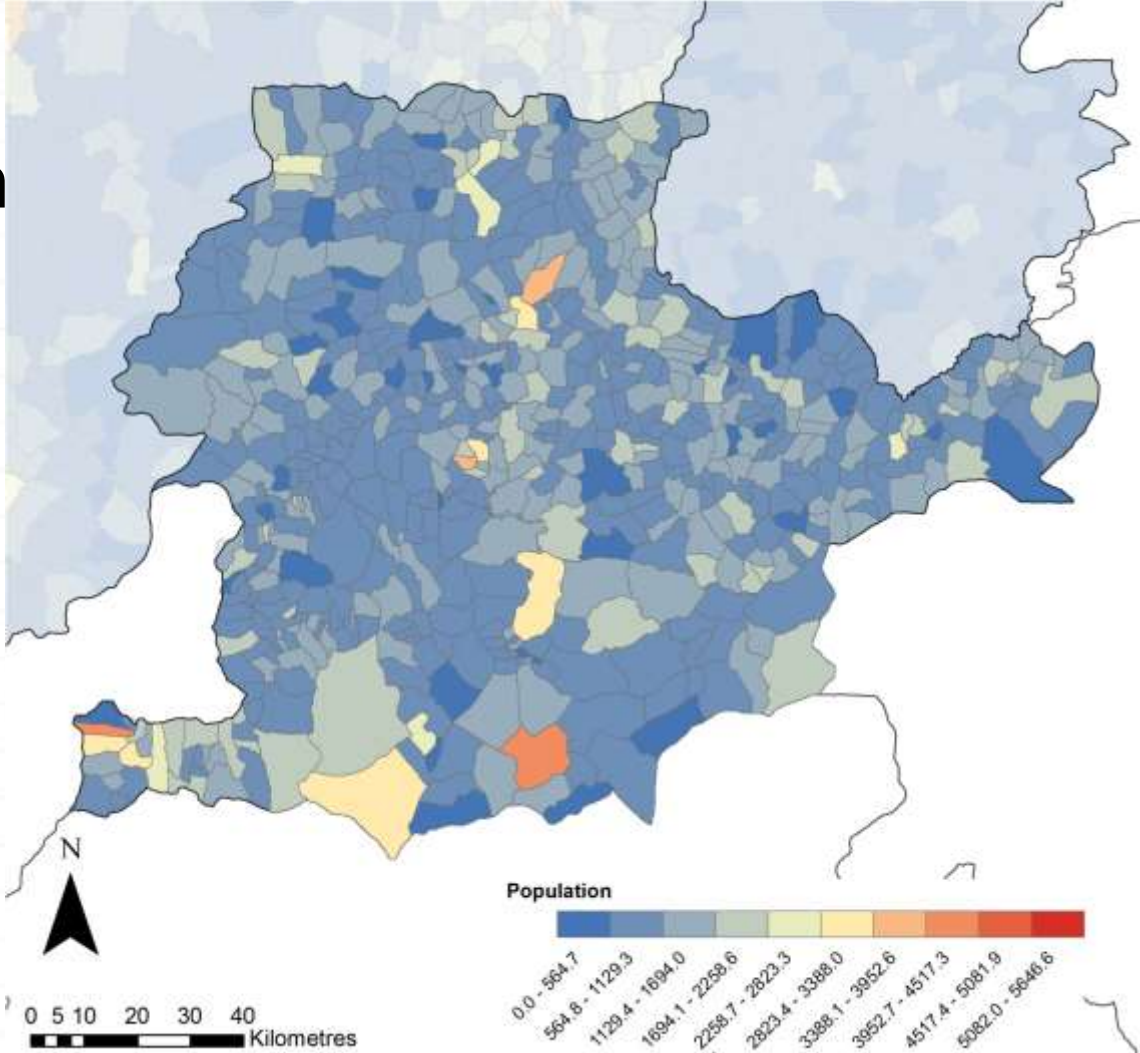 n
N
Population
0.0 - 564.7
564.8 - 1129.3
1129.4 - 1694.0
1694.1 - 2258.6
2258.7 - 2823.3
2823.4 - 3388.0
3388.1 - 3952.6
3952.7 - 4517.3
4517.4 - 5081.9
5082.0 - 5646.6
0 5 10 20 30 40
Kilometres